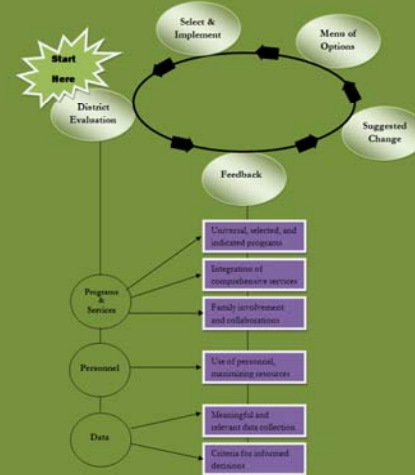 Select &
Implement
Menu of
Options
Start
Here
District
Evaluation
Suggested
Change
Feedback
Universal, selected, and
indicated programs
Integration of
comprehensive services
Programs
&
Services
Family involvement
and collaborations
Personnel
Use of personnel,
maximizing resources
Meaningful and
relevant data collection
Data
Criteria for informed
decisions